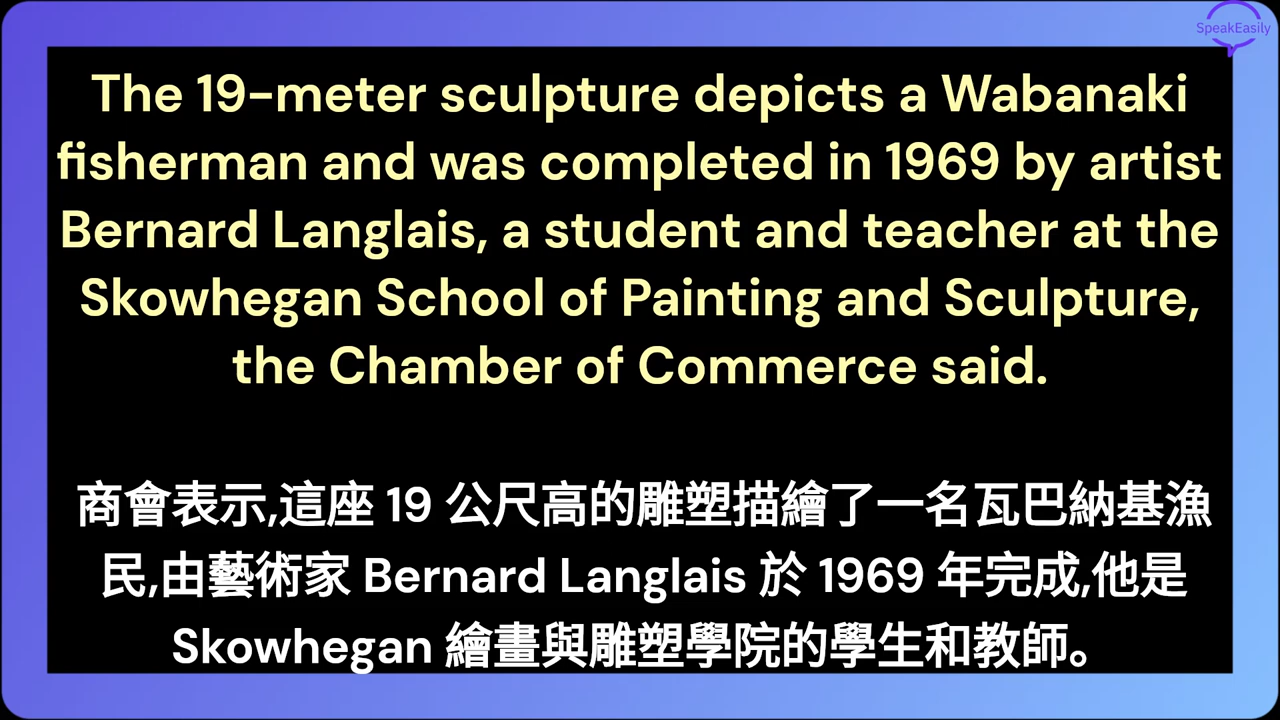 SpeakEasily
The 19-meter sculpture depicts a Wabanaki
fisherman and was completed in 1969 by artist
Bernard Langlais, a student and teacher at the
Skowhegan School of Painting and Sculpture,
the Chamber of Commerce said.
商會表示,這座 19 公尺高的雕塑描繪了一名瓦巴納基漁
民,由藝術家 Bernard Langlais 於 1969 年完成,他是
Skowhegan 繪畫與雕塑學院的學生和教師。